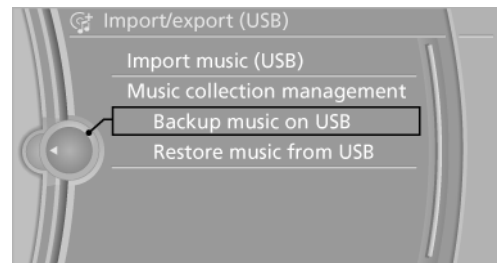 Import/export (USB)
Import music (USB)
Music collection management
Backup music on USB
Restore music from USB